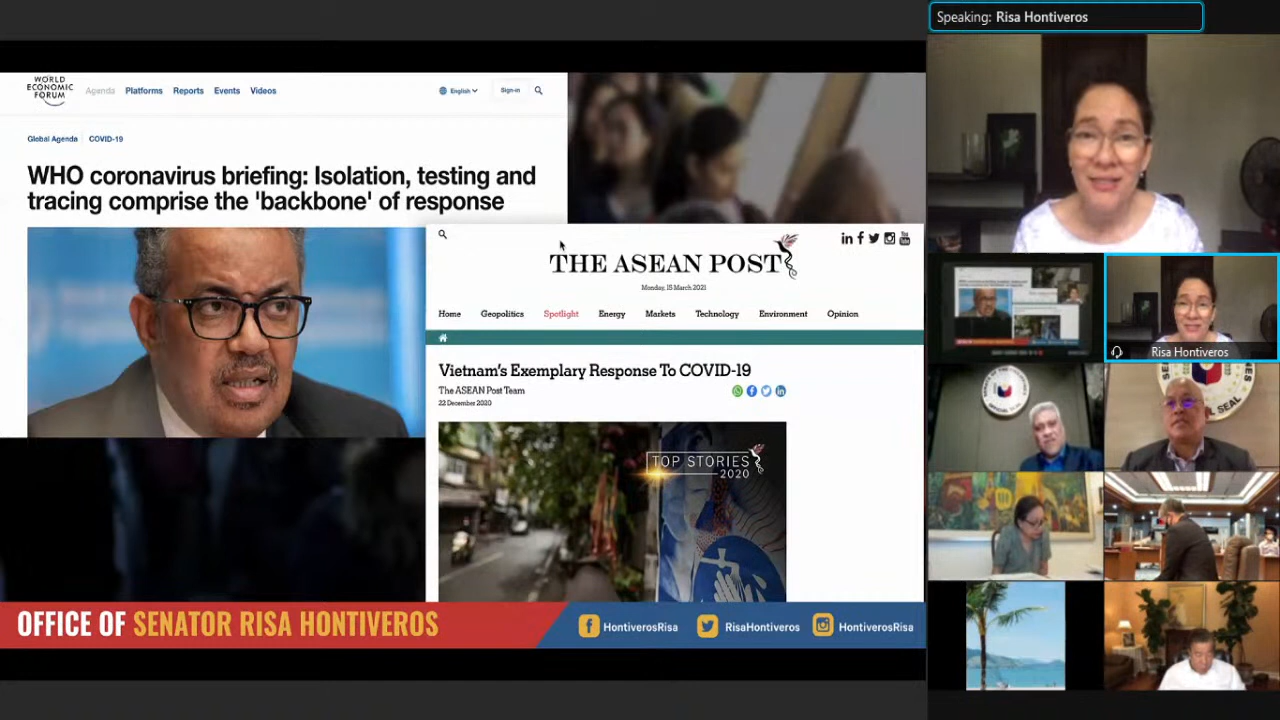 Speaking: Risa Hontiveros
WORLD
ECONOMIC
FORUM
Agenda Platforms Reports Events Videos
English
Sign-in
Global Agenda COVID-19
WHO coronavirus briefing: Isolation, testing and
tracing comprise the 'backbone' of response
THE ASEAN POST
Monday, 15 March 2021
Home Geopolitics Spotlight Energy Markets Technology Environment Opinion
Vietnam's Exemplary Response To COVID-19
The ASEAN Post Team
22 December 2020
TOP STORIES
2020
OFFICE OF SENATOR RISA HONTIVEROS
HontiverosRisa
RisaHontiveros
HontiverosRisa
Risa Hontiveros